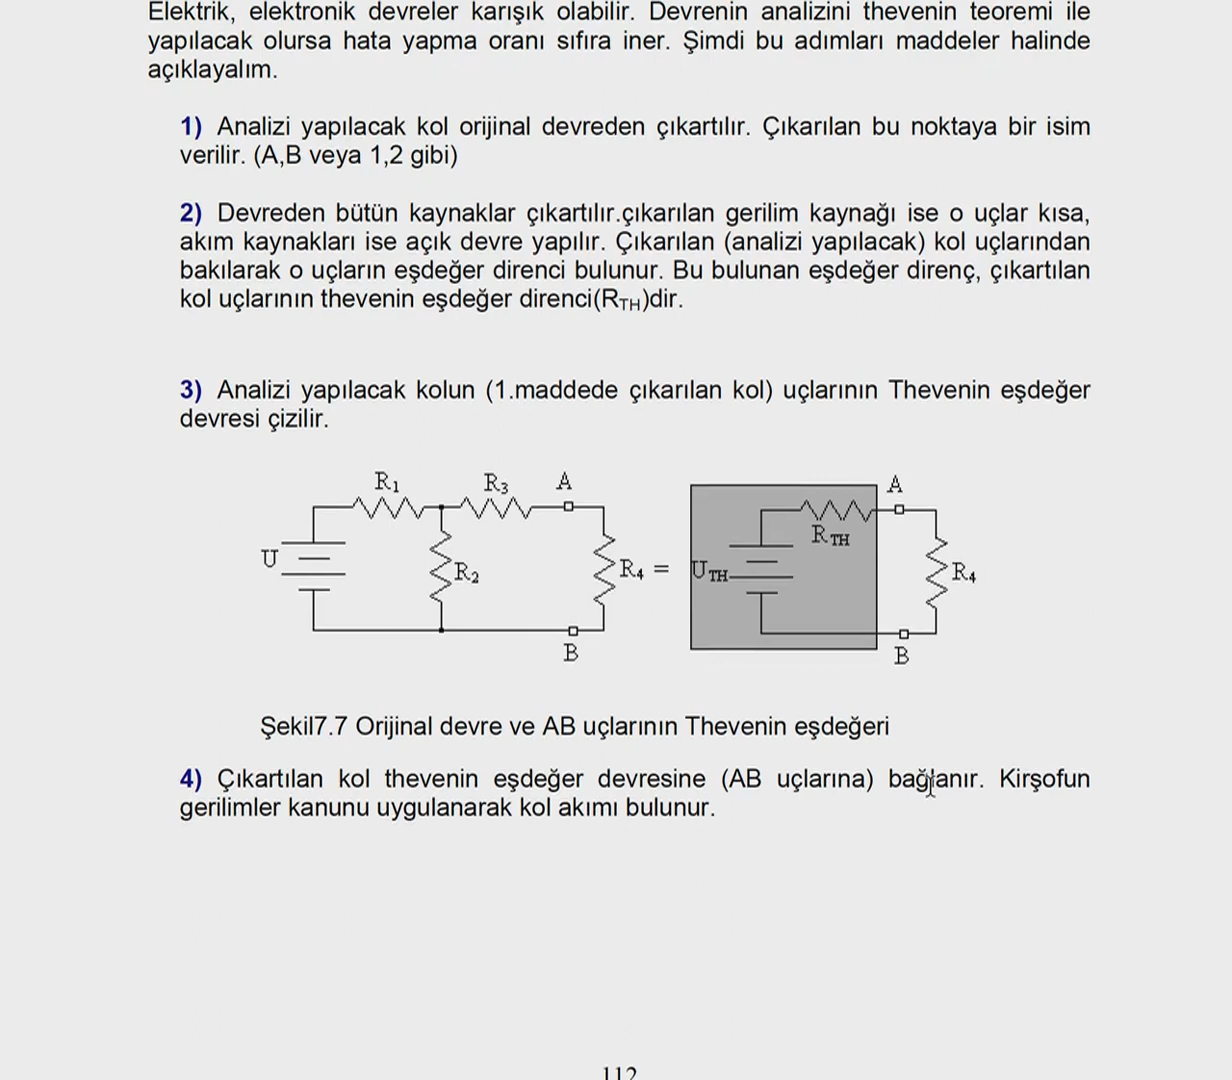 Elektrik, elektronik devreler karışık olabilir. Devrenin analizini thevenin teoremi ile
yapılacak olursa hata yapma oranı sıfıra iner. Şimdi bu adımları maddeler halinde
açıklayalım.
1) Analizi yapılacak kol orijinal devreden çıkartılır. Çıkarılan bu noktaya bir isim
verilir. (A,B veya 1,2 gibi)
2) Devreden bütün kaynaklar çıkartılır.çıkarılan gerilim kaynağı ise o uçlar kısa,
akım kaynakları ise açık devre yapılır. Çıkarılan (analizi yapılacak) kol uçlarından
bakılarak o uçların eşdeğer direnci bulunur. Bu bulunan eşdeğer direnç, çıkartılan
kol uçlarının thevenin eşdeğer direnci(RTH)dir.
3) Analizi yapılacak kolun (1.maddede çıkarılan kol) uçlarının Thevenin eşdeğer
devresi çizilir.
R1 R3 A A
RTH
U R2 R4 = UTH R4
B B
Şekil7.7 Orijinal devre ve AB uçlarının Thevenin eşdeğeri
4) Çıkartılan kol thevenin eşdeğer devresine (AB uçlarına) bağlanır. Kirşofun
gerilimler kanunu uygulanarak kol akımı bulunur.
112